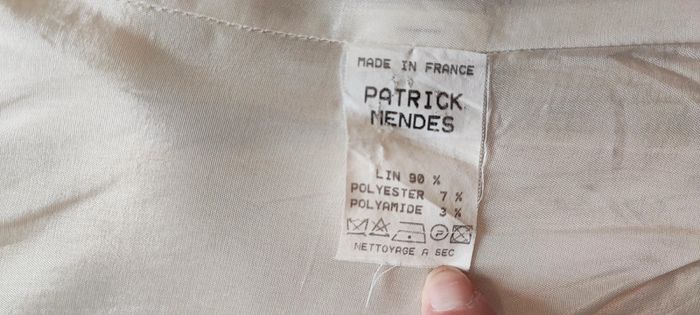 MADE IN FRANCE
PATRICK
MENDES
LIN 90 %
POLYESTER 7 %
POLYAMIDE 3 %
P
NETTOYAGE A SEC